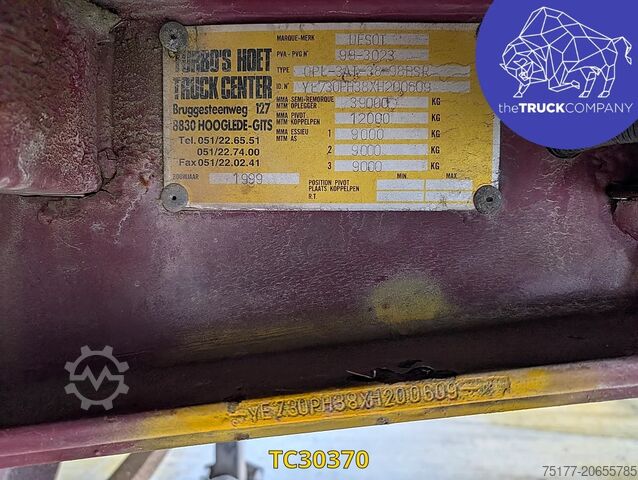 TURBO'S HOET
TRUCK CENTER
Bruggesteenweg 127
8830 HOOGLEDE-GITS
Tel. 051/22.65.51
051/22.74.00
Fax 051/22.02.41
BOUWJAAR 1999
MARQUE-MERK DESOT
PVA - PVG N° 99-3023
TYPE
ID. N° YE730PH38XH200609
MMA SEMI-REMORQUE
MTM OPLEGGER 39000 KG
MMA PIVOT
MTM KOPPELPEN 12000 KG
MMA ESSIEU
MTM AS 1 9000 KG
2 9000 KG
3 9000 KG
POSITION PIVOT
PLAATS KOPPELPEN
R.T.
MIN. MAX.
theTRUCKCOMPANY
YE730PH38XH200609
TC30370
75177-20655785